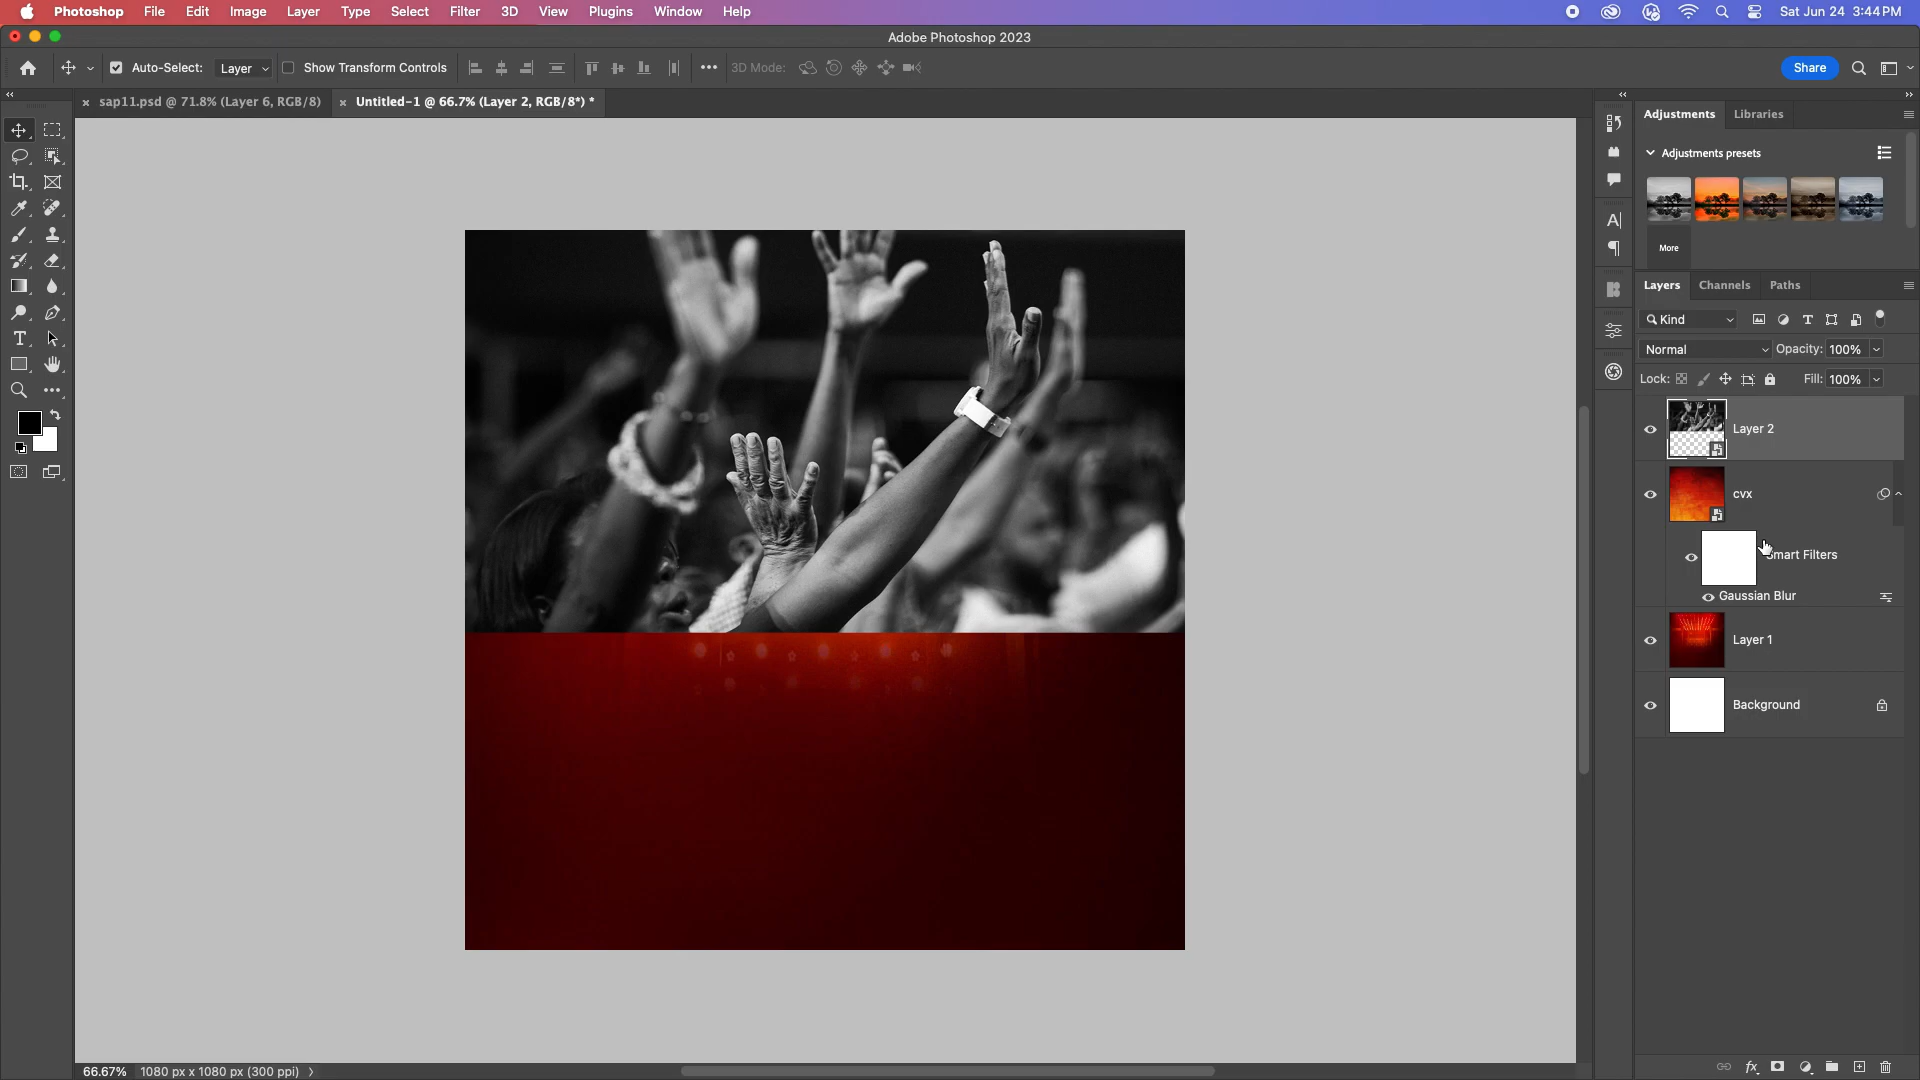 Photoshop File Edit Image Layer Type Select Filter 3D View Plugins Window Help Sat Jun 24 3:44 PM
Adobe Photoshop 2023
Auto-Select: Layer Show Transform Controls 3D Mode: Share
sap11.psd @ 71.8% (Layer 6, RGB/8) Untitled-1 @ 66.7% (Layer 2, RGB/8*) *
Adjustments Libraries
Adjustments presets
More
Layers Channels Paths
Kind
Normal Opacity: 100%
Lock: Fill: 100%
Layer 2
cvx
Smart Filters
Gaussian Blur
Layer 1
Background
66.67% 1080 px x 1080 px (300 ppi)